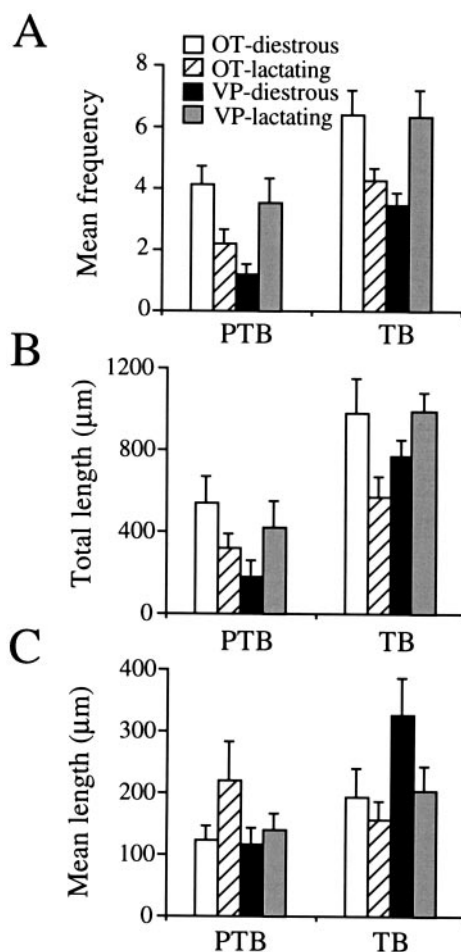 A
OT-diestrous
OT-lactating
VP-diestrous
VP-lactating
Mean frequency
8
6
4
2
0
PTB TB
B
Total length (μm)
1200
800
400
0
PTB TB
C
Mean length (μm)
400
300
200
100
0
PTB TB